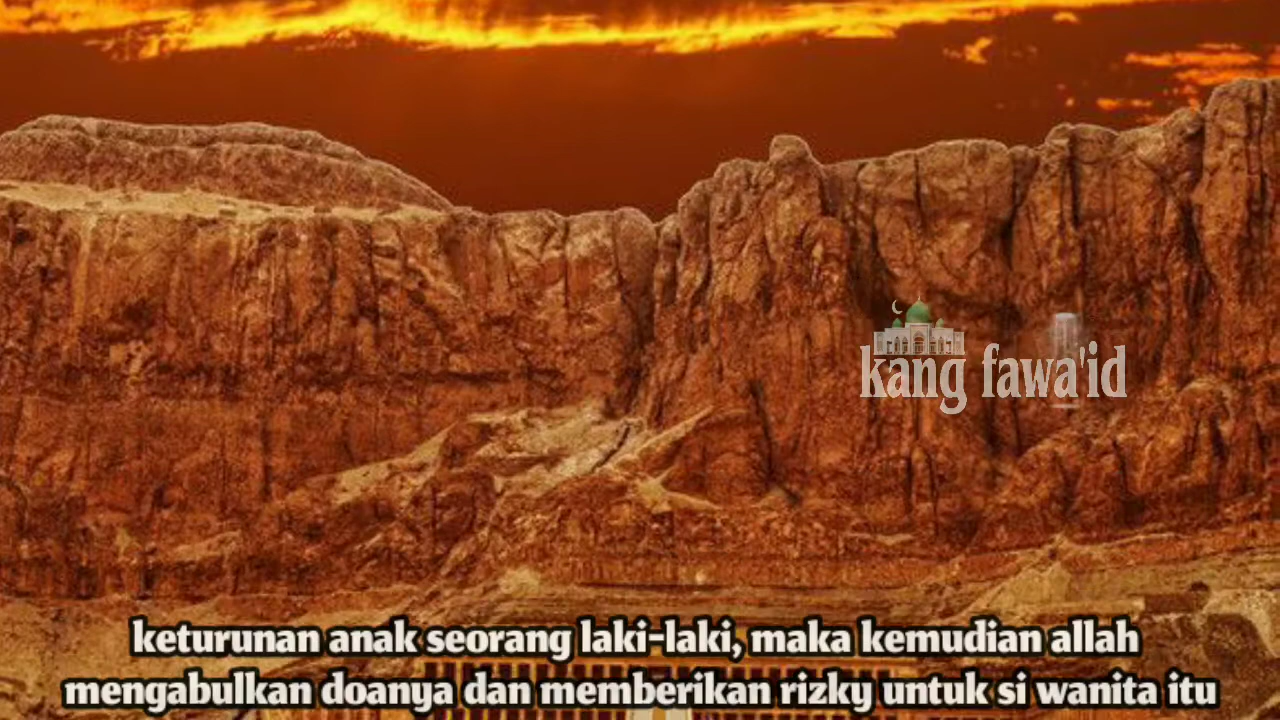 kang fawa'id
keturunan anak seorang laki-laki, maka kemudian allah
mengabulkan doanya dan memberikan rizky untuk si wanita itu